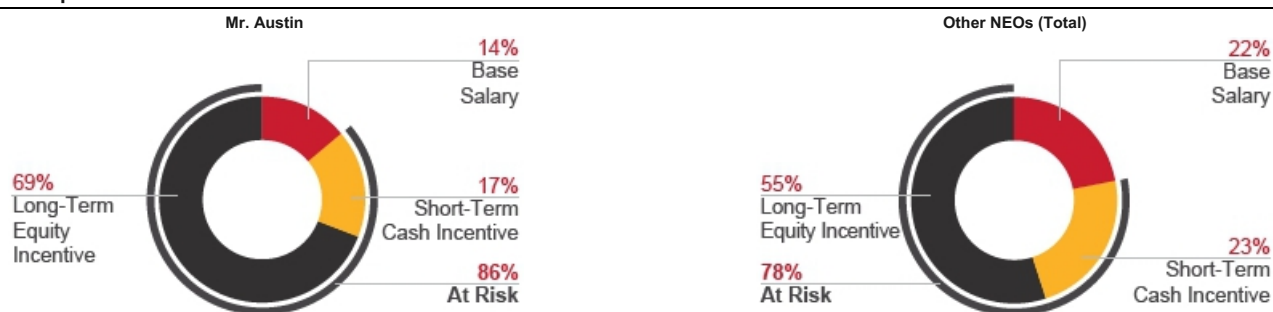 Mr. Austin
14%
Base
Salary
69%
Long-Term
Equity
Incentive
17%
Short-Term
Cash Incentive
86%
At Risk
Other NEOs (Total)
22%
Base
Salary
55%
Long-Term
Equity Incentive
23%
Short-Term
Cash Incentive
78%
At Risk